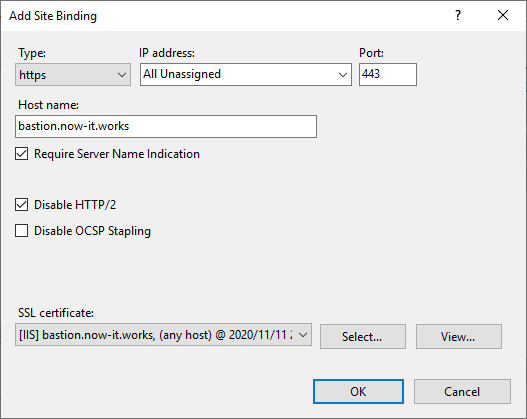 Add Site Binding ? ×
Type: IP address: Port:
https All Unassigned 443
Host name:
bastion.now-it.works
Require Server Name Indication
Disable HTTP/2
Disable OCSP Stapling
SSL certificate:
[IIS] bastion.now-it.works, (any host) @ 2020/11/11 Select... View...
OK Cancel